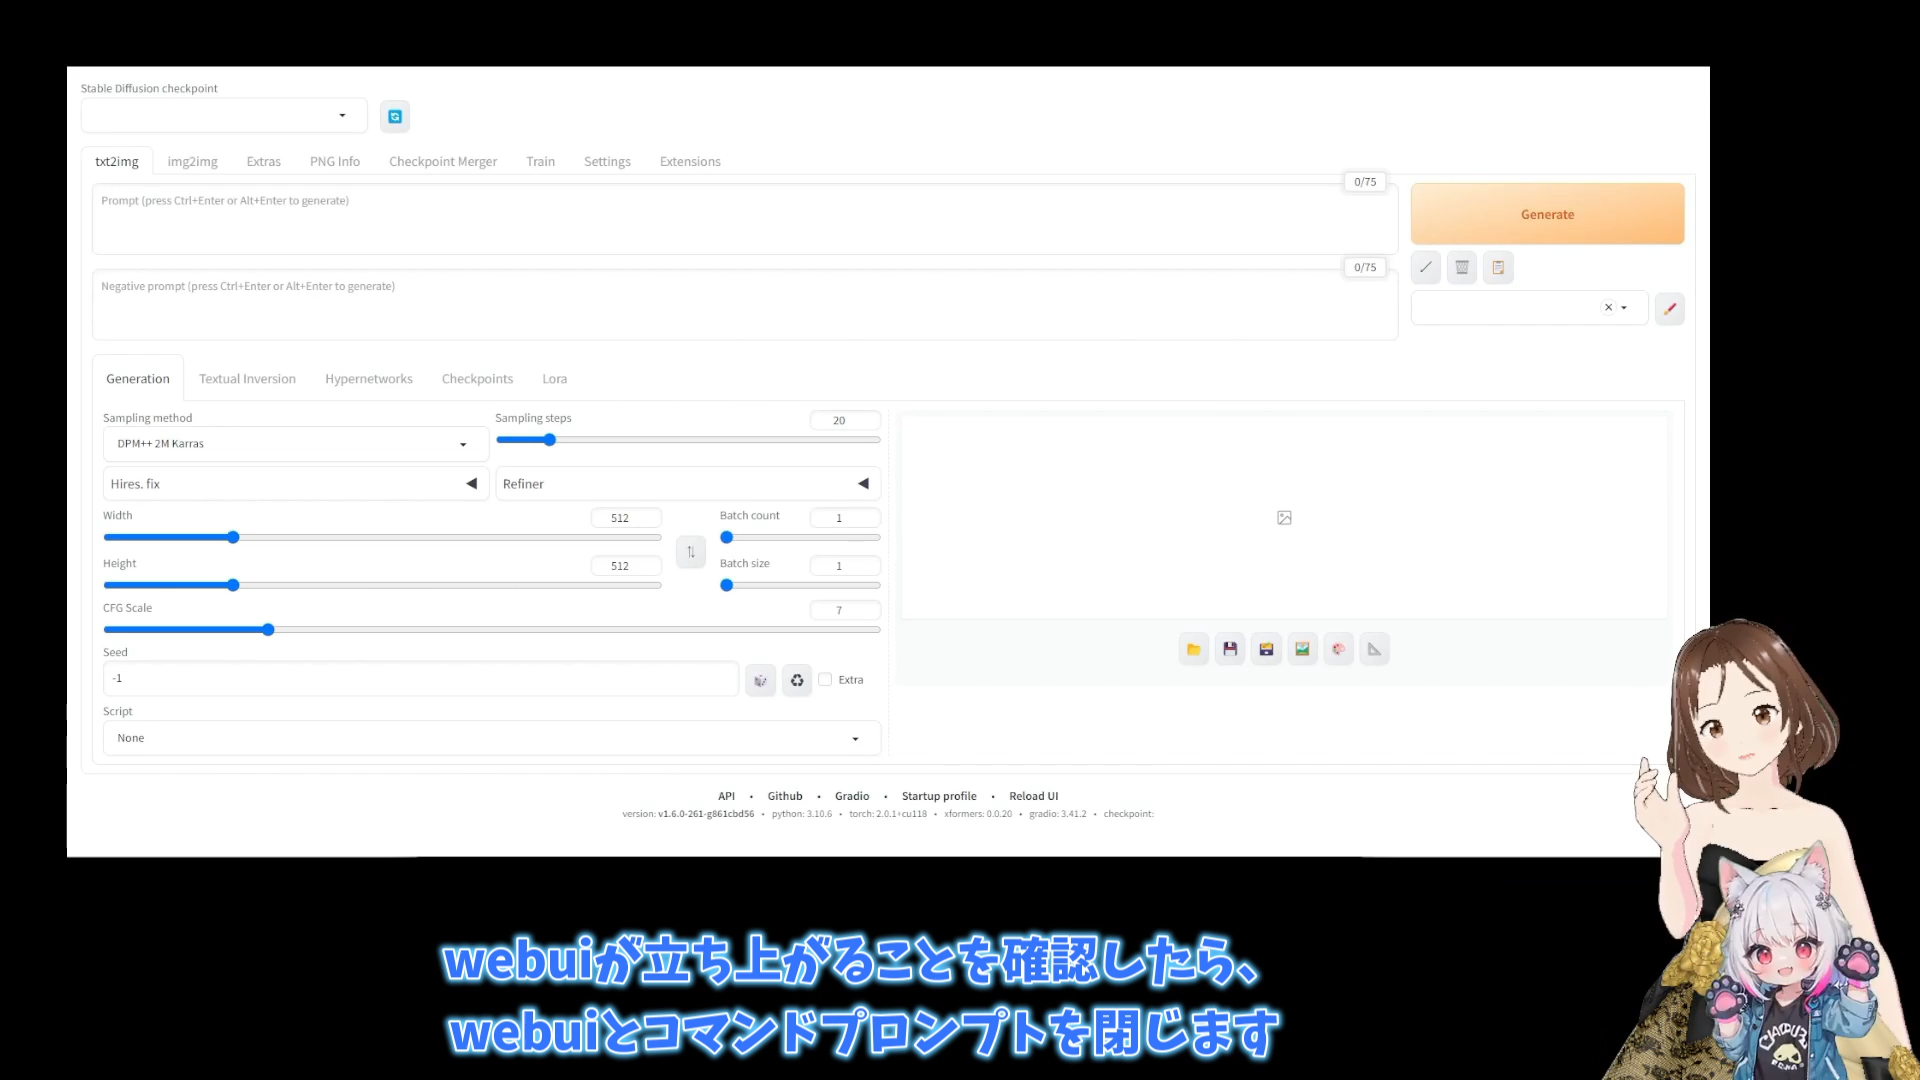 Stable Diffusion checkpoint
txt2img img2img Extras PNG Info Checkpoint Merger Train Settings Extensions
0/75
Prompt (press Ctrl+Enter or Alt+Enter to generate)
Generate
0/75
Negative prompt (press Ctrl+Enter or Alt+Enter to generate)
Generation Textual Inversion Hypernetworks Checkpoints Lora
Sampling method
DPM++ 2M Karras
Sampling steps
20
Hires. fix
Refiner
Width
512
Batch count
1
Height
512
Batch size
1
CFG Scale
7
Seed
-1
Extra
Script
None
API • Github • Gradio • Startup profile • Reload UI
version: v1.6.0-261-g861cbd56 • python: 3.10.6 • torch: 2.0.1+cu118 • xformers: 0.0.20 • gradio: 3.41.2 • checkpoint:
webuiが立ち上がることを確認したら、
webuiとコマンドプロンプトを閉じます